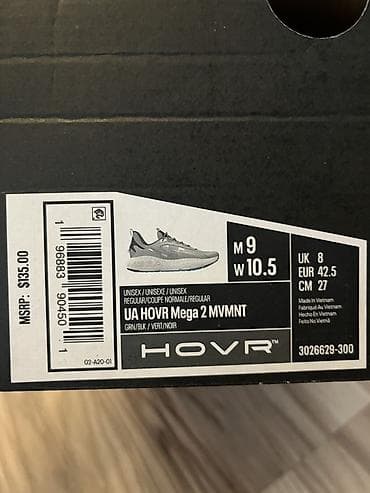 MSRP: $135.00
1 96883 90450 1
02-A20-01
M 9
W 10.5
UNISEX / UNISEXE / UNISEX
REGULAR/COUPE NORMALE/REGULAR
UA HOVR Mega 2 MVMNT
GRN/BLK / VERT/NOIR
HOVR™
UK 8
EUR 42.5
CM 27
Made in Vietnam
Fabriqué Au Vietnam
Hecho En Vietnam
Feito No Vietnã
3026629-300